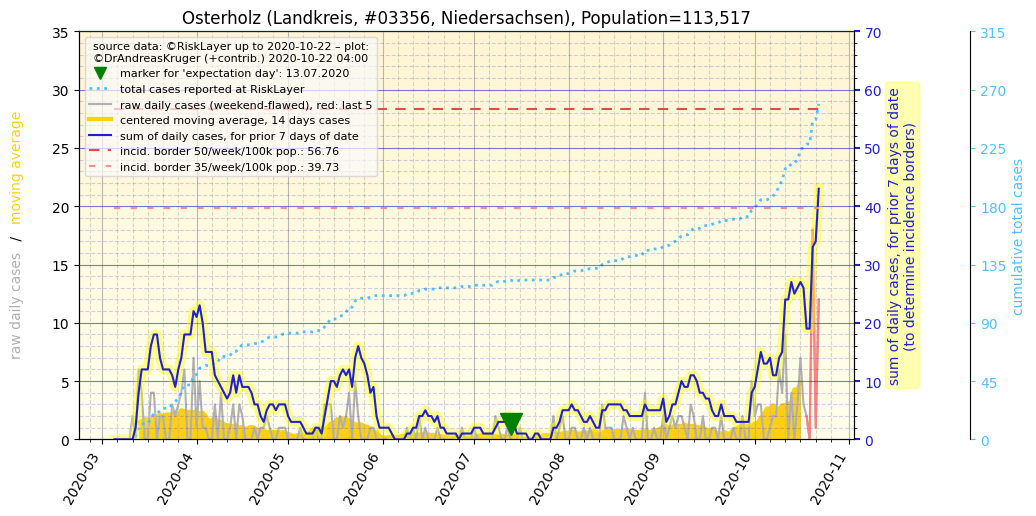 Osterholz (Landkreis, #03356, Niedersachsen), Population=113,517
source data: ©RiskLayer up to 2020-10-22 – plot:
©DrAndreasKruger (+contrib.) 2020-10-22 04:00
marker for 'expectation day': 13.07.2020
total cases reported at RiskLayer
raw daily cases (weekend-flawed), red: last 5
centered moving average, 14 days cases
sum of daily cases, for prior 7 days of date
incid. border 50/week/100k pop.: 56.76
incid. border 35/week/100k pop.: 39.73
raw daily cases / moving average
35
30
25
20
15
10
5
0
2020-03
2020-04
2020-05
2020-06
2020-07
2020-08
2020-09
2020-10
2020-11
70
60
50
40
30
20
10
0
sum of daily cases, for prior 7 days of date
(to determine incidence borders)
315
270
225
180
135
90
45
0
cumulative total cases